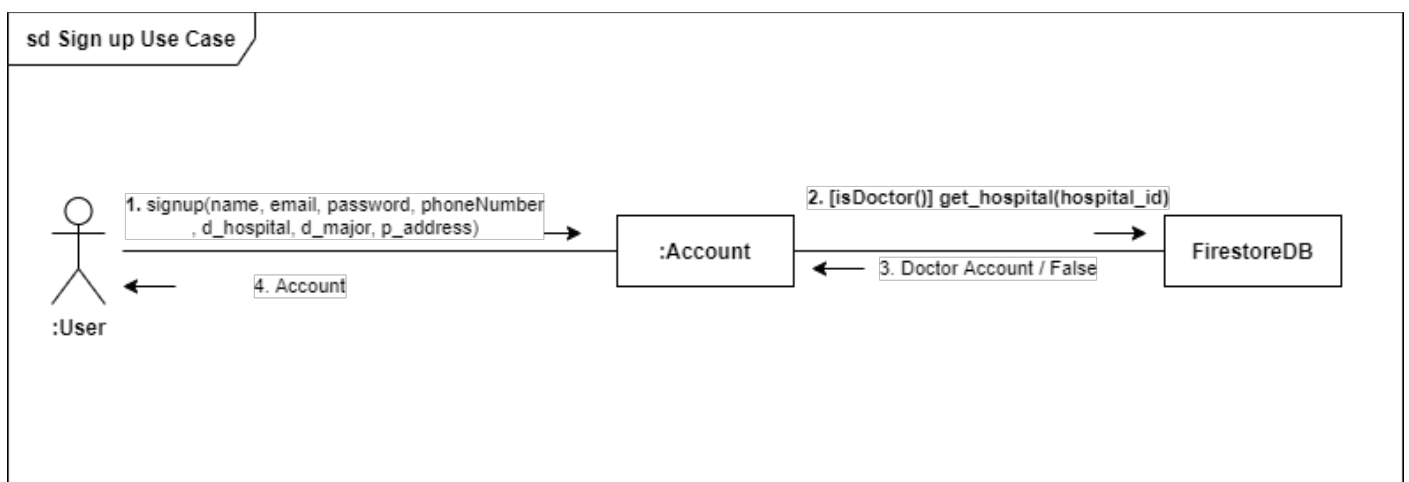 sd Sign up Use Case
1. signup(name, email, password, phoneNumber
, d_hospital, d_major, p_address)
2. [isDoctor()] get_hospital(hospital_id)
:Account
FirestoreDB
3. Doctor Account / False
4. Account
:User